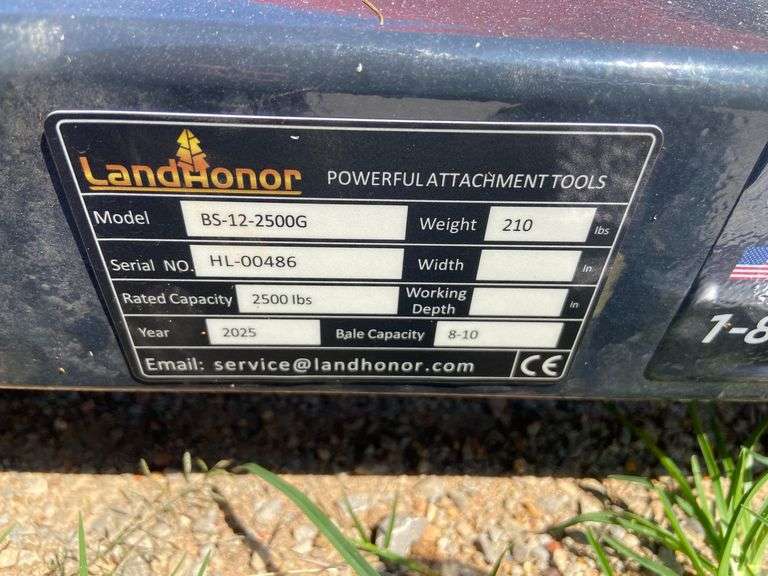 LandHonor POWERFUL ATTACHMENT TOOLS
Model BS-12-2500G Weight 210 lbs
Serial NO. HL-00486 Width in
Rated Capacity 2500 lbs Working Depth in
Year 2025 Bale Capacity 8-10
Email: service@landhonor.com CE
1-8